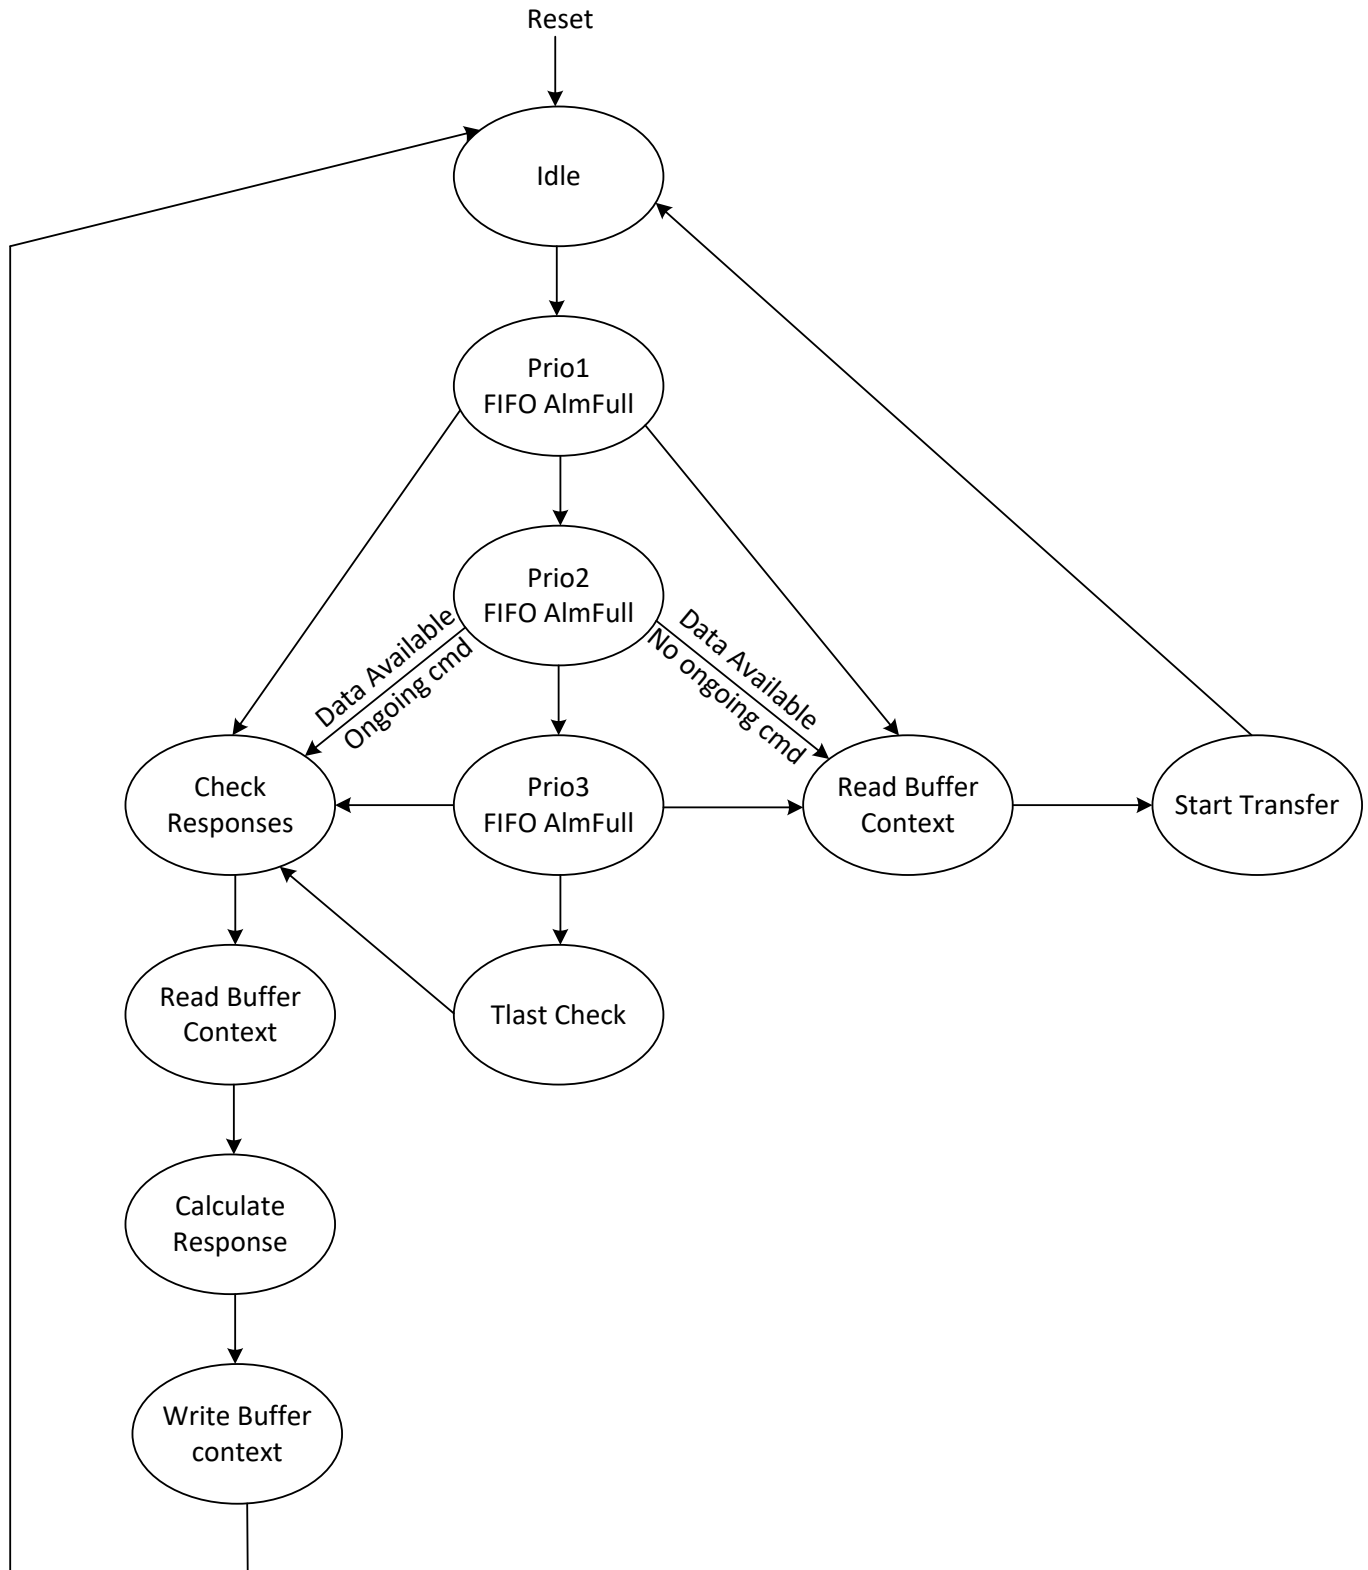 Reset
Idle
Prio1
FIFO AlmFull
Prio2
FIFO AlmFull
Data Available
Ongoing cmd
Data Available
No ongoing cmd
Check
Responses
Prio3
FIFO AlmFull
Read Buffer
Context
Start Transfer
Read Buffer
Context
Tlast Check
Calculate
Response
Write Buffer
context